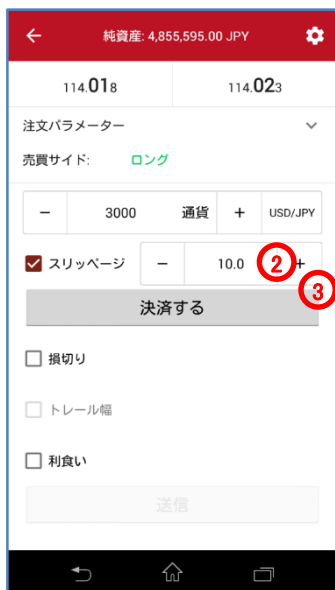 純資産: 4,855,595.00 JPY
114.018 114.023
注文パラメーター
売買サイド: ロング
− 3000 通貨 + USD/JPY
スリッページ − 10.0 ② +
③
決済する
損切り
トレール幅
利食い
送信